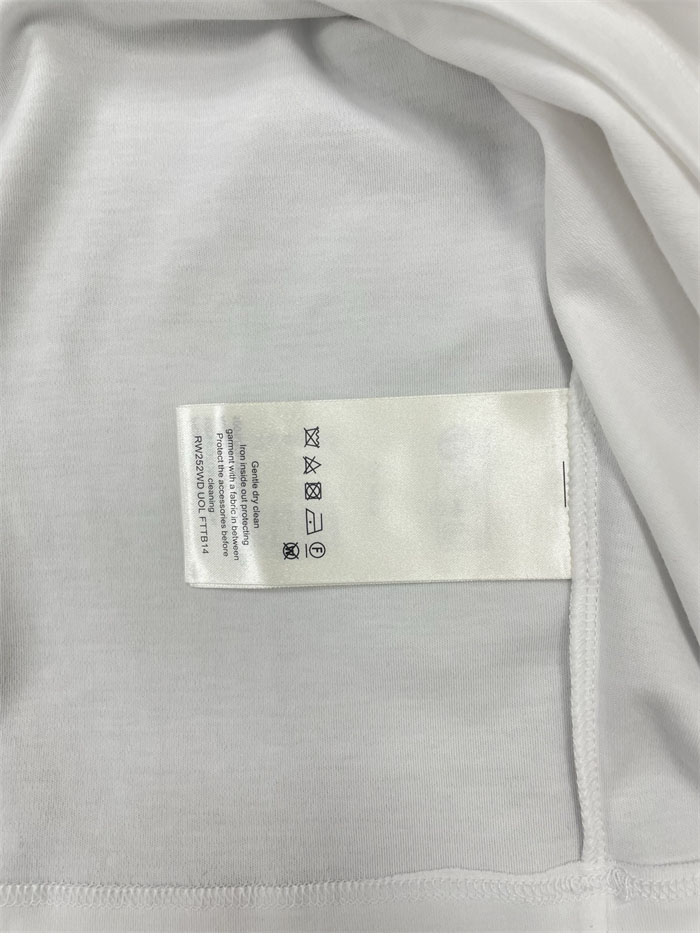 F
W
Gentle dry clean
Iron inside out protecting
garment with a fabric in between
Protect the accessories before
cleaning
RW252WD UOL FTTB14